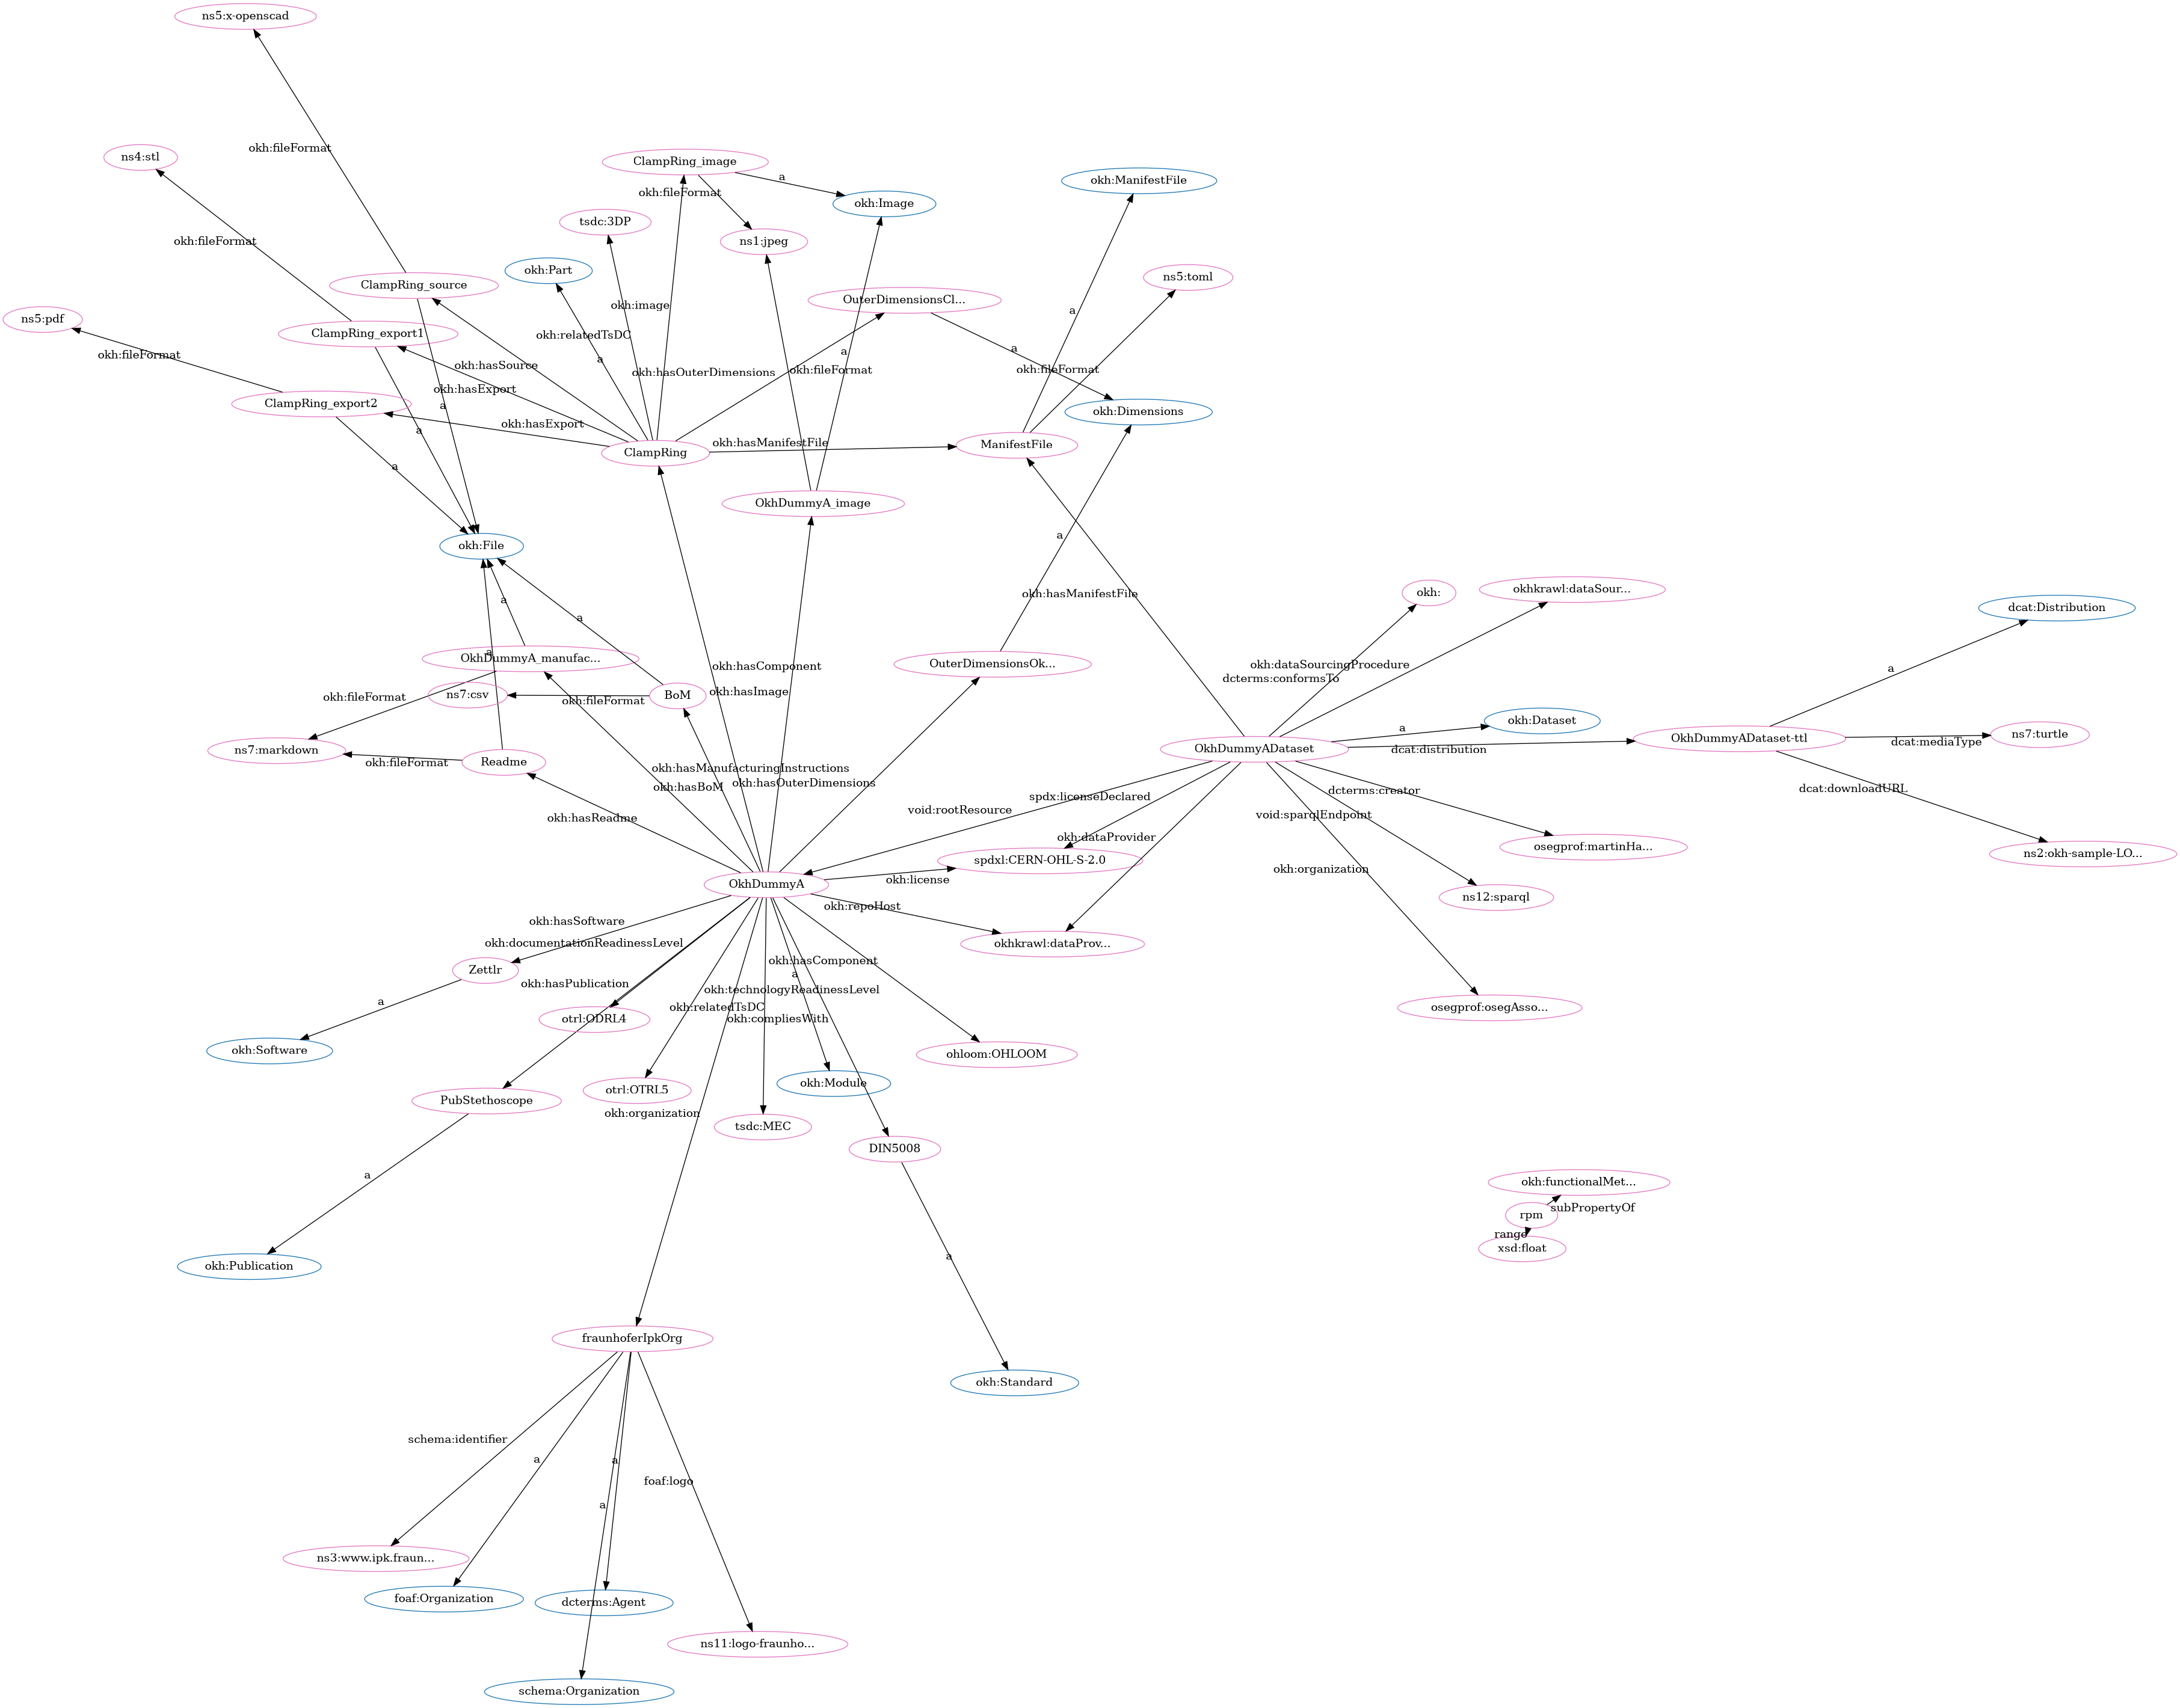 ns5:x-openscad
okh:fileFormat
ns4:stl
ClampRing_image
a
okh:ManifestFile
okh:fileFormat
okh:Image
tsdc:3DP
okh:fileFormat
ns1:jpeg
okh:Part
ns5:toml
ClampRing_source
OuterDimensionsCl...
okh:image
a
ns5:pdf
ClampRing_export1
okh:relatedTsDC
a
a
okh:fileFormat
a
okh:hasSource
okh:hasOuterDimensions
okh:fileFormat
okh:fileFormat
okh:hasExport
ClampRing_export2
a
okh:Dimensions
okh:hasExport
a
okh:hasManifestFile
ManifestFile
ClampRing
a
OkhDummyA_image
a
okh:File
okh:hasManifestFile
okh:
okhkrawl:dataSour...
a
a
dcat:Distribution
a
OkhDummyA_manufac...
okh:hasComponent
OuterDimensionsOk...
okh:dataSourcingProcedure
a
dcterms:conformsTo
okh:fileFormat
ns7:csv
okh:fileFormat
BoM
okh:hasImage
okh:Dataset
a
ns7:markdown
okh:fileFormat
Readme
OkhDummyADataset
dcat:distribution
OkhDummyADataset-ttl
dcat:mediaType
ns7:turtle
okh:hasManufacturingInstructions
okh:hasBoM
okh:hasOuterDimensions
spdx:licenseDeclared
dcterms:creator
dcat:downloadURL
okh:hasReadme
void:rootResource
void:sparqlEndpoint
okh:dataProvider
osegprof:martinHa...
ns2:okh-sample-LO...
spdxl:CERN-OHL-S-2.0
okh:organization
OkhDummyA
okh:license
ns12:sparql
okh:repoHost
okh:hasSoftware
okh:documentationReadinessLevel
okhkrawl:dataProv...
okh:hasComponent
Zettlr
a
okh:hasPublication
okh:technologyReadinessLevel
a
okh:relatedTsDC
osegprof:osegAsso...
otrl:ODRL4
okh:compliesWith
okh:Software
ohloom:OHLOOM
otrl:OTRL5
okh:Module
PubStethoscope
okh:organization
tsdc:MEC
DIN5008
a
okh:functionalMet...
rpm
subPropertyOf
range
xsd:float
a
okh:Publication
fraunhoferIpkOrg
okh:Standard
schema:identifier
a
a
foaf:logo
a
ns3:www.ipk.fraun...
foaf:Organization
dcterms:Agent
ns11:logo-fraunho...
schema:Organization